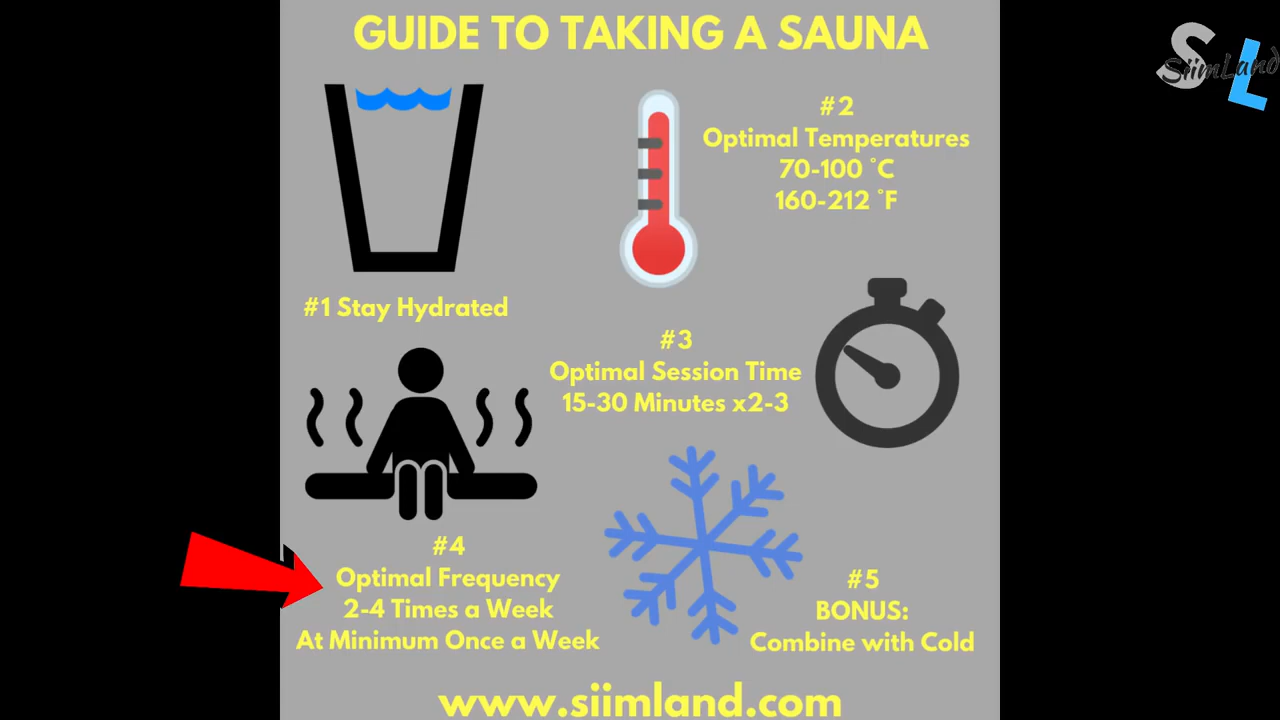 GUIDE TO TAKING A SAUNA
SiimLand
SL
#1 Stay Hydrated
#2
Optimal Temperatures
70-100 °C
160-212 °F
#3
Optimal Session Time
15-30 Minutes x2-3
#4
Optimal Frequency
2-4 Times a Week
At Minimum Once a Week
#5
BONUS:
Combine with Cold
www.siimland.com